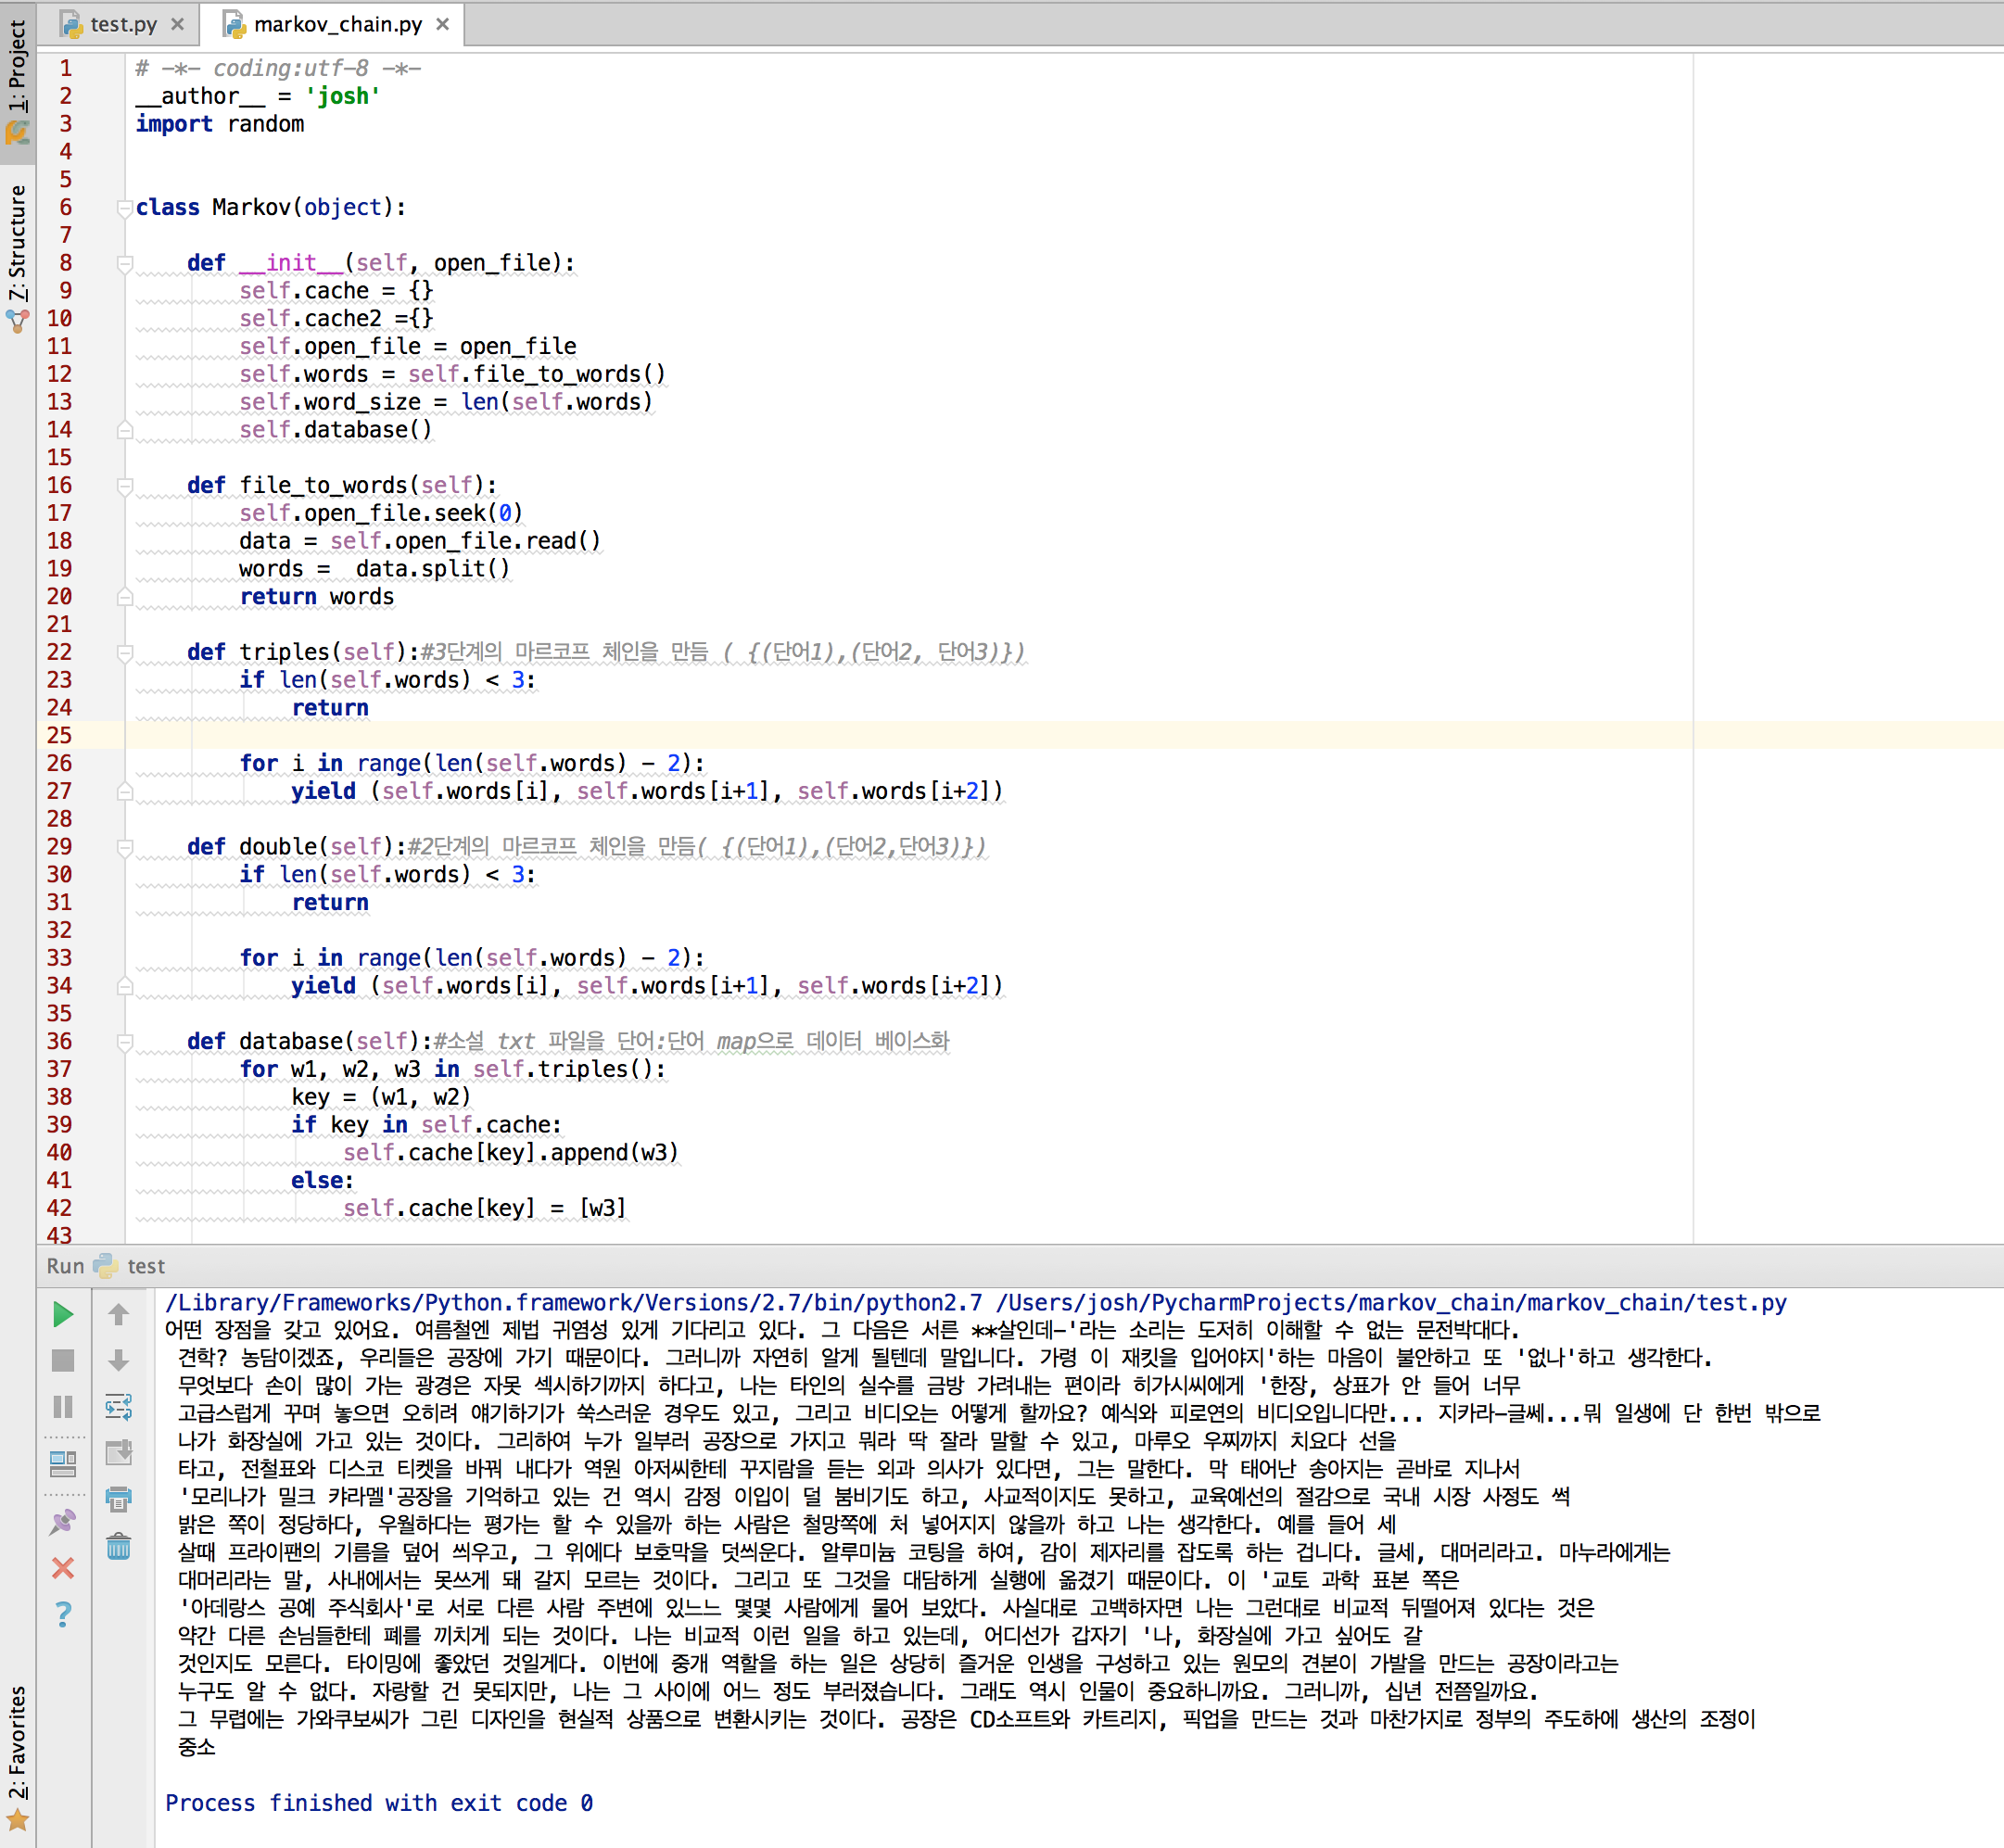 test.py
markov_chain.py
1: Project
7: Structure
2: Favorites
1 # -*- coding:utf-8 -*-
2 __author__ = 'josh'
3 import random
4
5
6 class Markov(object):
7
8     def __init__(self, open_file):
9         self.cache = {}
10         self.cache2 ={}
11         self.open_file = open_file
12         self.words = self.file_to_words()
13         self.word_size = len(self.words)
14         self.database()
15
16     def file_to_words(self):
17         self.open_file.seek(0)
18         data = self.open_file.read()
19         words =  data.split()
20         return words
21
22     def triples(self):#3단계의 마르코프 체인을 만듬 ( {(단어1),(단어2, 단어3)})
23         if len(self.words) < 3:
24             return
25
26         for i in range(len(self.words) - 2):
27             yield (self.words[i], self.words[i+1], self.words[i+2])
28
29     def double(self):#2단계의 마르코프 체인을 만듬( {(단어1),(단어2,단어3)})
30         if len(self.words) < 3:
31             return
32
33         for i in range(len(self.words) - 2):
34             yield (self.words[i], self.words[i+1], self.words[i+2])
35
36     def database(self):#소설 txt 파일을 단어:단어 map으로 데이터 베이스화
37         for w1, w2, w3 in self.triples():
38             key = (w1, w2)
39             if key in self.cache:
40                 self.cache[key].append(w3)
41             else:
42                 self.cache[key] = [w3]
43
Run test
/Library/Frameworks/Python.framework/Versions/2.7/bin/python2.7 /Users/josh/PycharmProjects/markov_chain/markov_chain/test.py
어떤 장점을 갖고 있어요. 여름철엔 제법 귀염성 있게 기다리고 있다. 그 다음은 서른 **살인데-'라는 소리는 도저히 이해할 수 없는 문전박대다.
견학? 농담이겠죠, 우리들은 공장에 가기 때문이다. 그러니까 자연히 알게 될텐데 말입니다. 가령 이 재킷을 입어야지'하는 마음이 불안하고 또 '없나'하고 생각한다.
무엇보다 손이 많이 가는 광경은 자못 섹시하기까지 하다고, 나는 타인의 실수를 금방 가려내는 편이라 히가시씨에게 '한장, 상표가 안 들어 너무
고급스럽게 꾸며 놓으면 오히려 얘기하기가 쑥스러운 경우도 있고, 그리고 비디오는 어떻게 할까요? 예식와 피로연의 비디오입니다만... 지카라-글쎄...뭐 일생에 단 한번 밖으로
나가 화장실에 가고 있는 것이다. 그리하여 누가 일부러 공장으로 가지고 뭐라 딱 잘라 말할 수 있고, 마루오 우찌까지 치요다 선을
타고, 전철표와 디스코 티켓을 바꿔 내다가 역원 아저씨한테 꾸지람을 듣는 외과 의사가 있다면, 그는 말한다. 막 태어난 송아지는 곧바로 지나서
'모리나가 밀크 캬라멜'공장을 기억하고 있는 건 역시 감정 이입이 덜 붐비기도 하고, 사교적이지도 못하고, 교육예선의 절감으로 국내 시장 사정도 썩
밝은 쪽이 정당하다, 우월하다는 평가는 할 수 있을까 하는 사람은 철망쪽에 처 넣어지지 않을까 하고 나는 생각한다. 예를 들어 세
살때 프라이팬의 기름을 덮어 씌우고, 그 위에다 보호막을 덧씌운다. 알루미늄 코팅을 하여, 감이 제자리를 잡도록 하는 겁니다. 글세, 대머리라고. 마누라에게는
대머리라는 말, 사내에서는 못쓰게 돼 갈지 모르는 것이다. 그리고 또 그것을 대담하게 실행에 옮겼기 때문이다. 이 '교토 과학 표본 쪽은
'아데랑스 공예 주식회사'로 서로 다른 사람 주변에 있느느 몇몇 사람에게 물어 보았다. 사실대로 고백하자면 나는 그런대로 비교적 뒤떨어져 있다는 것은
약간 다른 손님들한테 폐를 끼치게 되는 것이다. 나는 비교적 이런 일을 하고 있는데, 어디선가 갑자기 '나, 화장실에 가고 싶어도 갈
것인지도 모른다. 타이밍에 좋았던 것일게다. 이번에 중개 역할을 하는 일은 상당히 즐거운 인생을 구성하고 있는 원모의 견본이 가발을 만드는 공장이라고는
누구도 알 수 없다. 자랑할 건 못되지만, 나는 그 사이에 어느 정도 부러졌습니다. 그래도 역시 인물이 중요하니까요. 그러니까, 십년 전쯤일까요.
그 무렵에는 가와쿠보씨가 그린 디자인을 현실적 상품으로 변환시키는 것이다. 공장은 CD소프트와 카트리지, 픽업을 만드는 것과 마찬가지로 정부의 주도하에 생산의 조정이
중소
Process finished with exit code 0